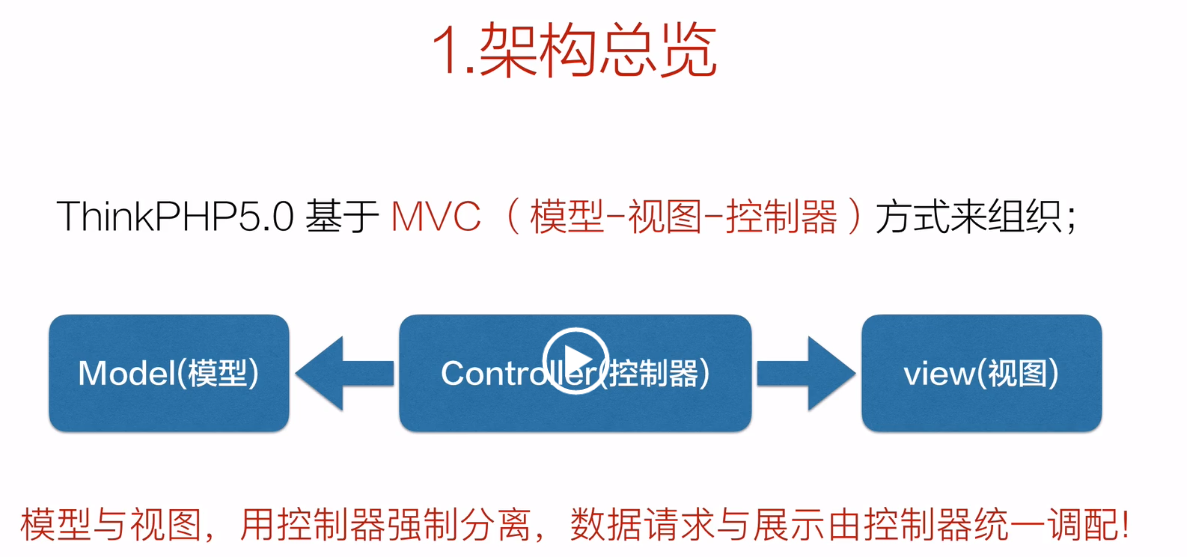 1.架构总览
ThinkPHP5.0 基于 MVC （模型-视图-控制器）方式来组织；
Model(模型)
Controller(控制器)
view(视图)
模型与视图，用控制器强制分离，数据请求与展示由控制器统一调配!